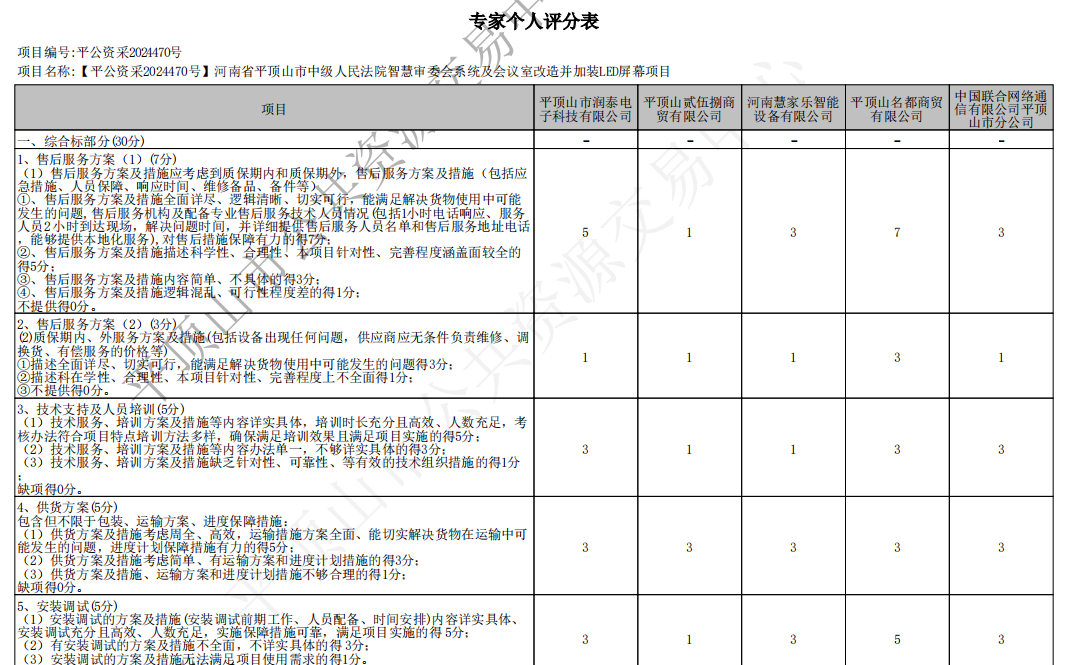 专家个人评分表
项目编号:平公资采2024470号
项目名称:【平公资采2024470号】河南省平顶山市中级人民法院智慧审委会系统及会议室改造并加装LED屏幕项目
项目
平顶山市润泰电
子科技有限公司
平顶山贰伍捌商
贸有限公司
河南慧家乐智能
设备有限公司
平顶山名都商贸
有限公司
中国联合网络通
信有限公司平顶
山市分公司
一、综合标部分(30分)
- - - - -
1、售后服务方案（1）(7分)
（1）售后服务方案及措施应考虑到质保期内和质保期外，售后服务方案及措施（包括应
急措施、人员保障、响应时间、维修备品、备件等）
①、售后服务方案及措施全面详尽、逻辑清晰、切实可行，能满足解决货物使用中可能
发生的问题,售后服务机构及配备专业售后服务技术人员情况(包括1小时电话响应、服务
人员2小时到达现场，解决问题时间，并详细提供售后服务人员名单和售后服务地址电话
，能够提供本地化服务),对售后措施保障有力的得7分；
②、售后服务方案及措施描述科学性、合理性、本项目针对性、完善程度涵盖面较全的
得5分；
③、售后服务方案及措施内容简单、不具体的得3分；
④、售后服务方案及措施逻辑混乱、可行性程度差的得1分；
不提供得0分。
5 1 3 7 3
2、售后服务方案（2）(3分)
(2)质保期内、外服务方案及措施(包括设备出现任何问题，供应商应无条件负责维修、调
换货、有偿服务的价格等)
①描述全面详尽、切实可行，能满足解决货物使用中可能发生的问题得3分；
②描述科在学性、合理性、本项目针对性、完善程度上不全面得1分；
③不提供得0分。
1 1 1 3 1
3、技术支持及人员培训(5分)
（1）技术服务、培训方案及措施等内容详实具体，培训时长充分且高效、人数充足，考
核办法符合项目特点培训方法多样，确保满足培训效果且满足项目实施的得5分；
（2）技术服务、培训方案及措施等内容办法单一，不够详实具体的得3分；
（3）技术服务、培训方案及措施缺乏针对性、可靠性、等有效的技术组织措施的得1分
；
缺项得0分。
3 1 1 3 3
4、供货方案(5分)
包含但不限于包装、运输方案、进度保障措施：
（1）供货方案及措施考虑周全、高效，运输措施方案全面、能切实解决货物在运输中可
能发生的问题，进度计划保障措施有力的得5分；
（2）供货方案及措施考虑简单、有运输方案和进度计划措施的得3分；
（3）供货方案及措施、运输方案和进度计划措施不够合理的得1分；
缺项得0分。
3 3 3 3 3
5、安装调试(5分)
（1）安装调试的方案及措施(安装调试前期工作、人员配备、时间安排)内容详实具体、
安装调试充分且高效、人数充足，实施保障措施可靠，满足项目实施的得 5分；
（2）有安装调试的方案及措施不全面，不详实具体的得 3分；
（3）安装调试的方案及措施无法满足项目使用需求的得1分。
3 1 3 5 3
平顶山市公共资源交易中
平顶山市公共资源交易中心